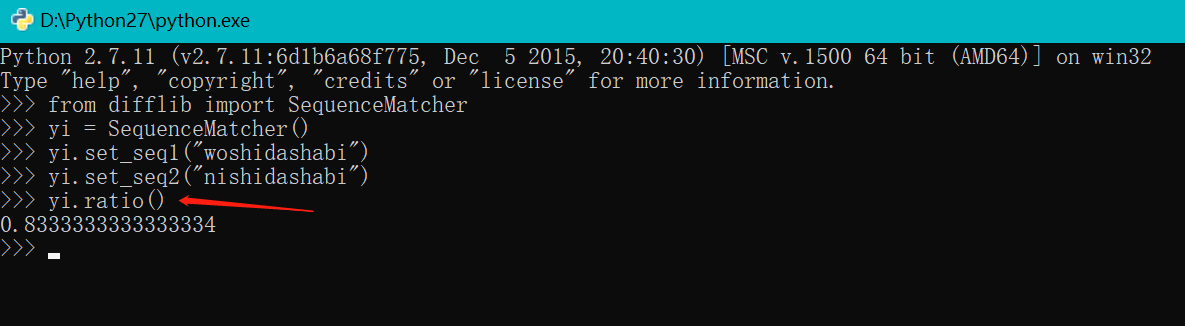 D:\Python27\python.exe
Python 2.7.11 (v2.7.11:6d1b6a68f775, Dec  5 2015, 20:40:30) [MSC v.1500 64 bit (AMD64)] on win32
Type "help", "copyright", "credits" or "license" for more information.
>>> from difflib import SequenceMatcher
>>> yi = SequenceMatcher()
>>> yi.set_seq1("woshidashabi")
>>> yi.set_seq2("nishidashabi")
>>> yi.ratio()
0.8333333333333334
>>>